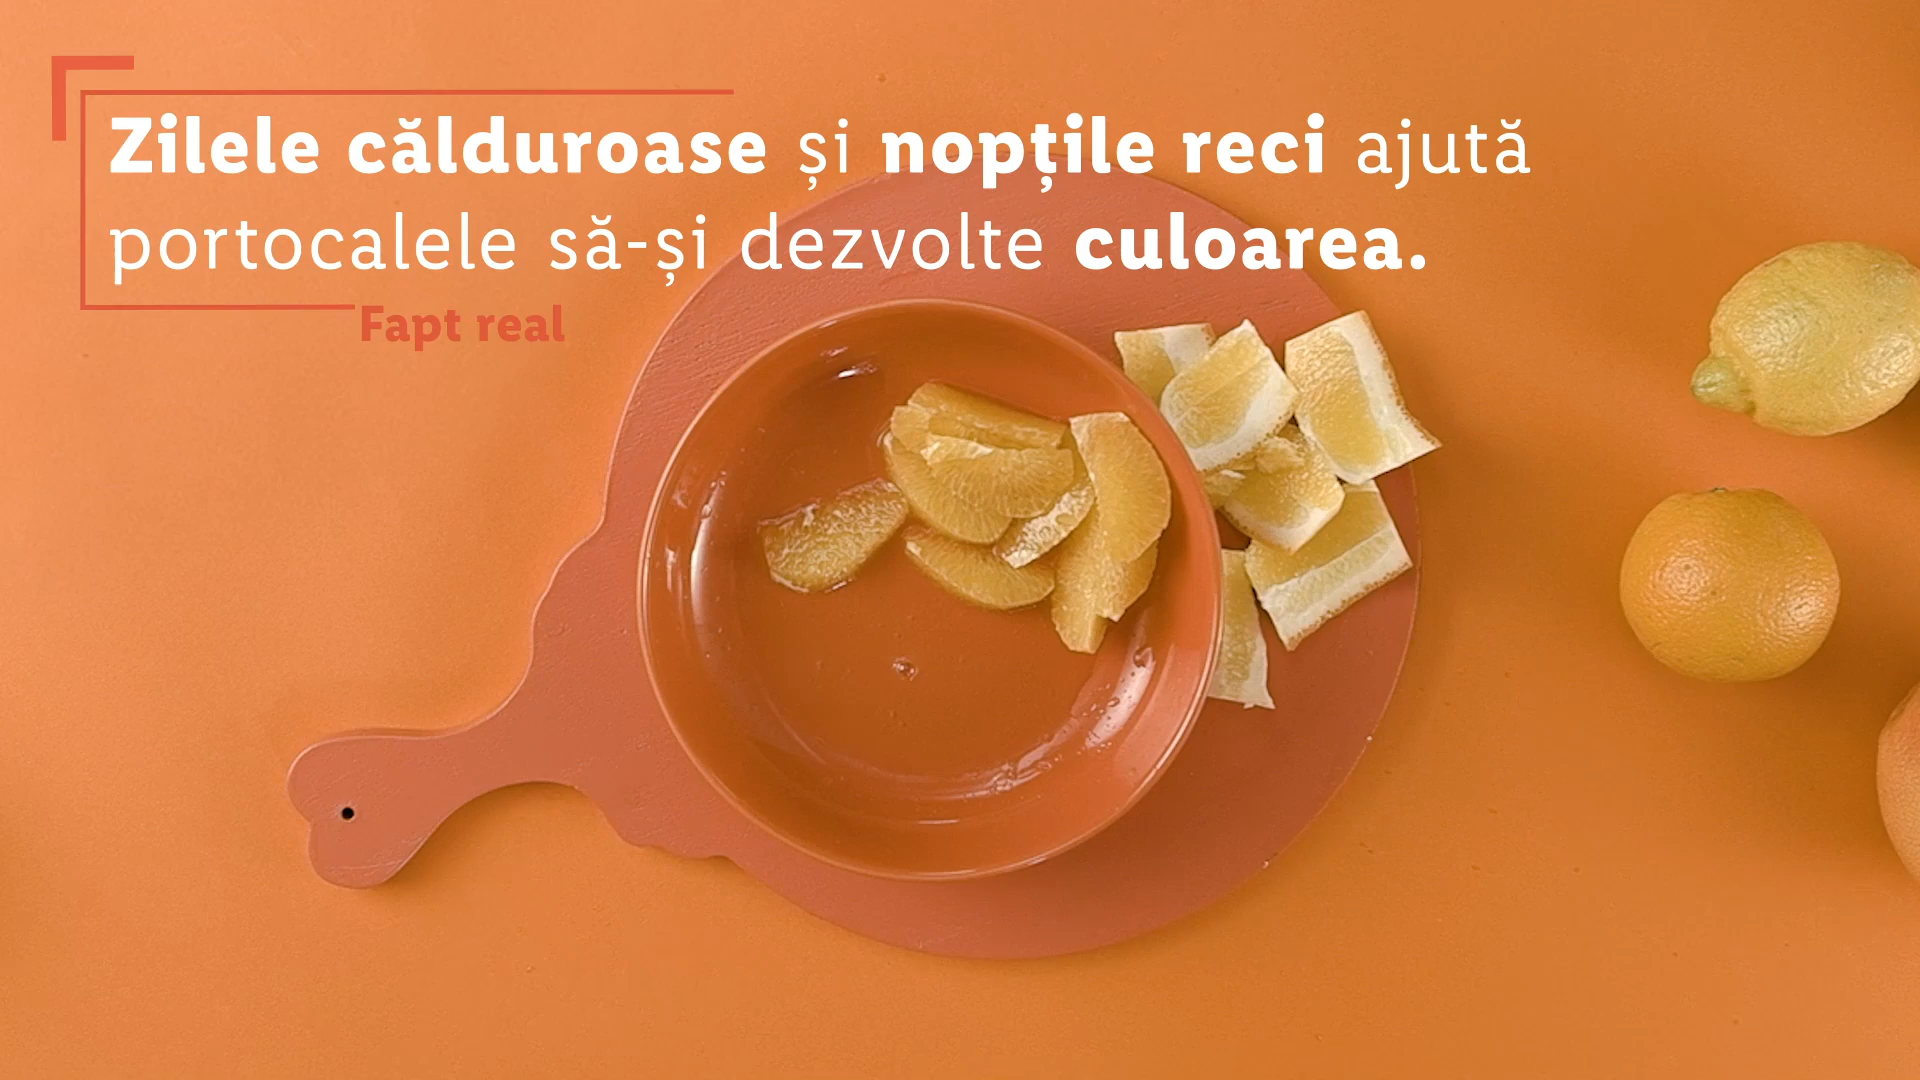 Zilele călduroase și nopțile reci ajută
portocalele să-și dezvolte culoarea.
Fapt real